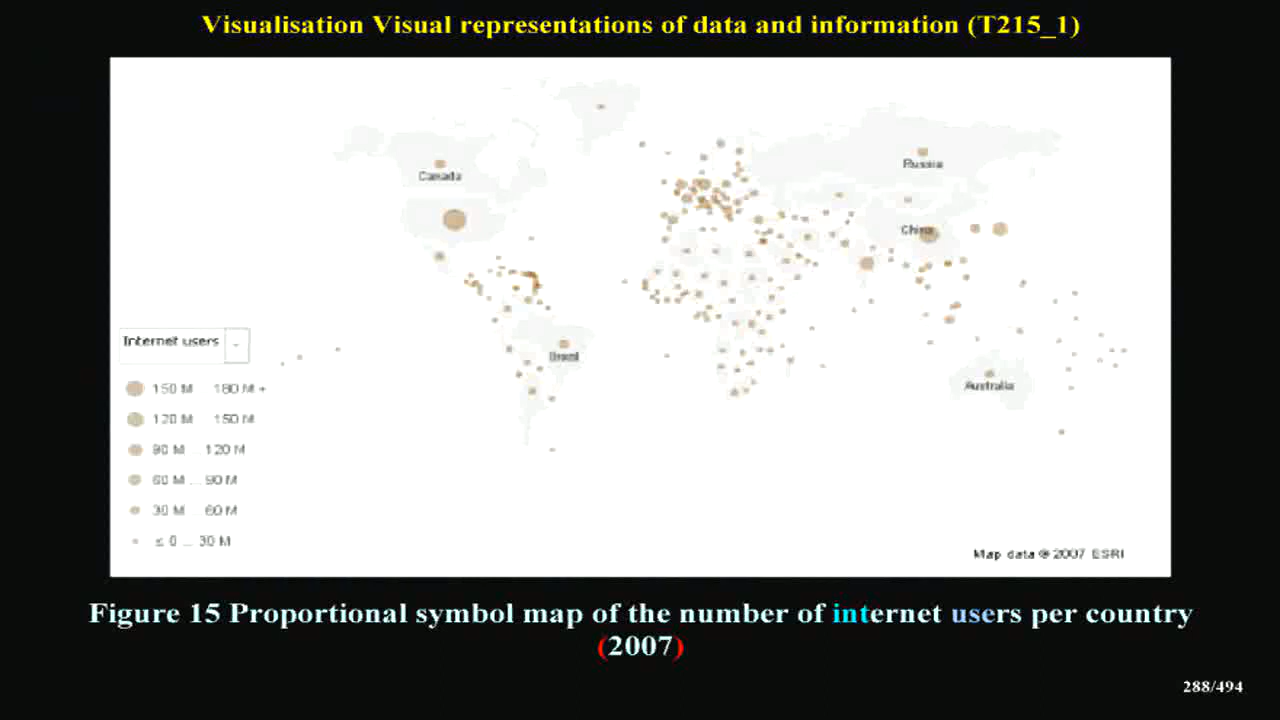 Visualisation Visual representations of data and information (T215_1)
Canada
Russia
China
Brazil
Australia
Internet users
150 M ... 180 M +
120 M ... 150 M
90 M ... 120 M
60 M ... 90 M
30 M ... 60 M
≤ 0 ... 30 M
Map data © 2007 ESRI
Figure 15 Proportional symbol map of the number of internet users per country
(2007)
288/494